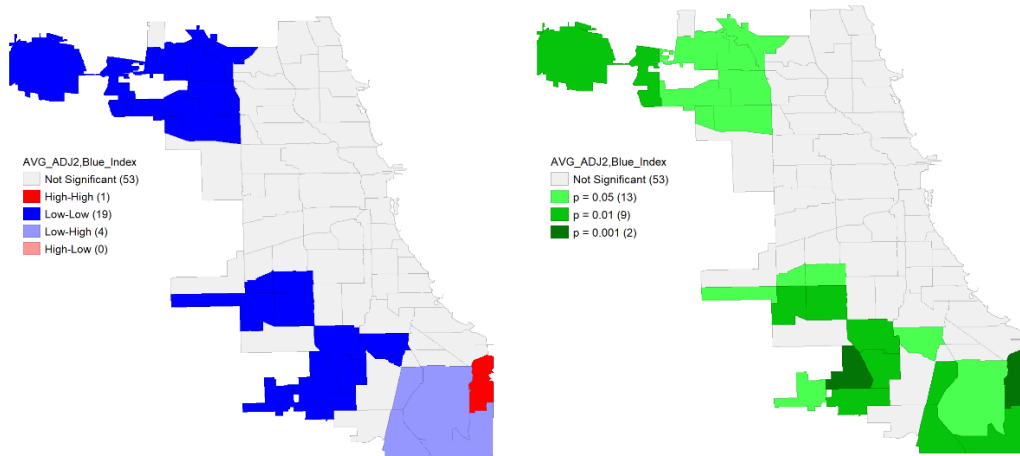 AVG_ADJ2,Blue_Index
Not Significant (53)
High-High (1)
Low-Low (19)
Low-High (4)
High-Low (0)
AVG_ADJ2,Blue_Index
Not Significant (53)
p = 0.05 (13)
p = 0.01 (9)
p = 0.001 (2)